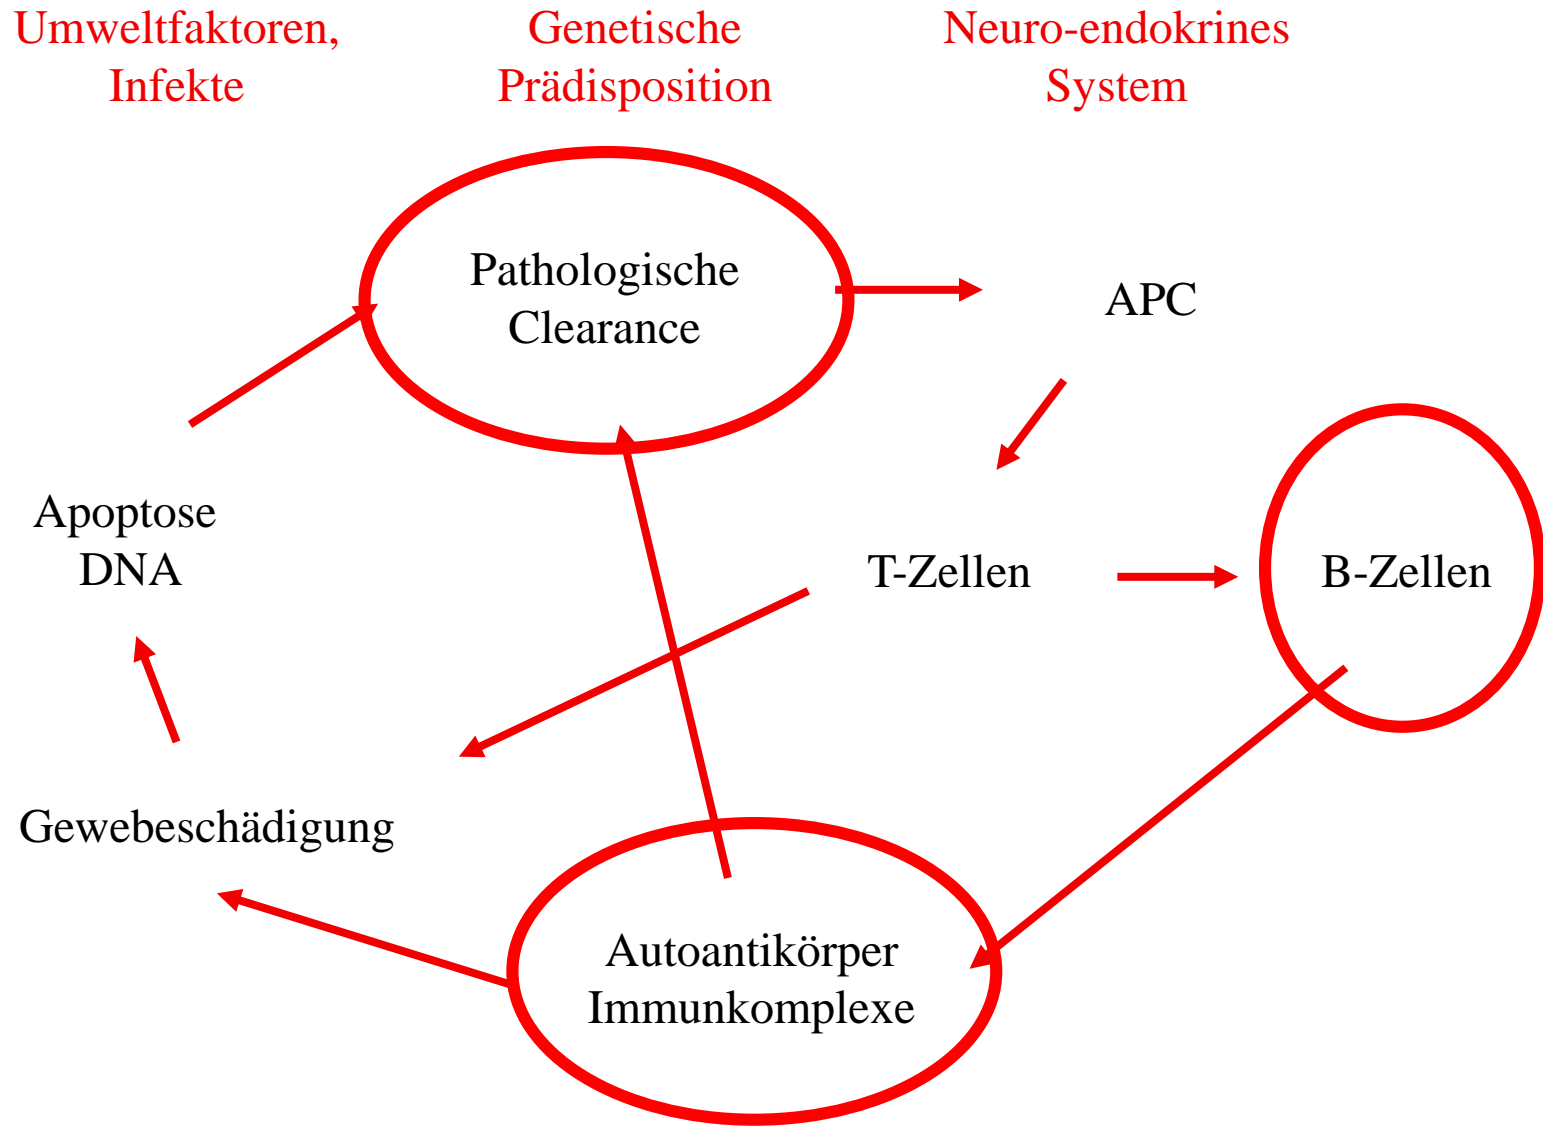 Umweltfaktoren,
Infekte
Genetische
Prädisposition
Neuro-endokrines
System
Pathologische
Clearance
APC
Apoptose
DNA
T-Zellen
B-Zellen
Gewebeschädigung
Autoantikörper
Immunkomplexe